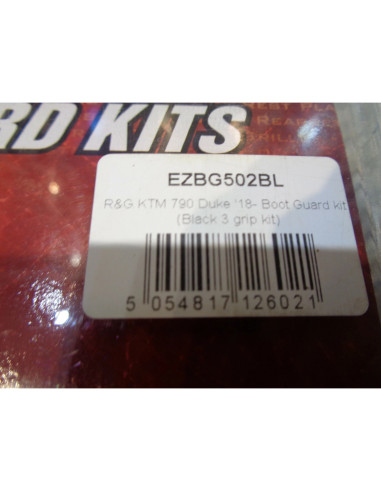 RD KITS
EZBG502BL
R&G KTM 790 Duke '18- Boot Guard kit
(Black 3 grip kit)
5 054817 126021